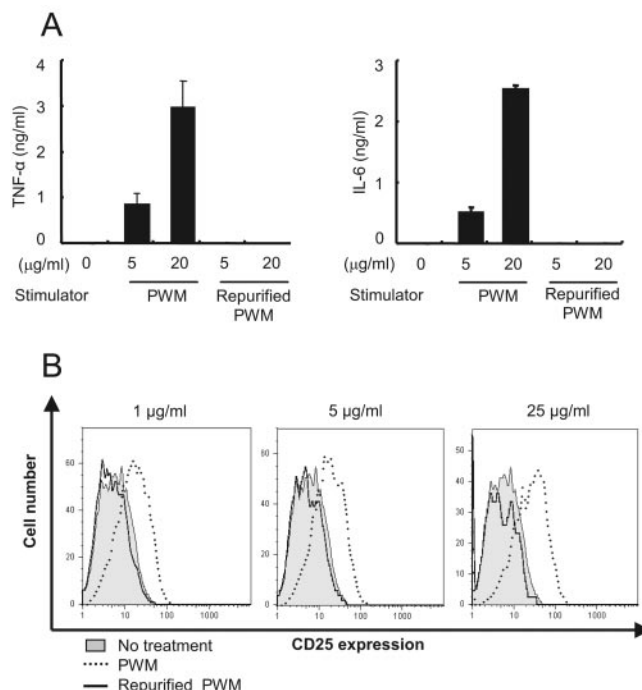 A
4
3
2
1
0
TNF-α (ng/ml)
(μg/ml) 0 5 20 5 20
Stimulator PWM Repurified
PWM
3
2
1
0
IL-6 (ng/ml)
(μg/ml) 0 5 20 5 20
Stimulator PWM Repurified
PWM
B
1 μg/ml 5 μg/ml 25 μg/ml
Cell number
60
40
20
0
1 10 100 1000
60
40
20
0
1 10 100 1000
50
40
30
20
10
0
1 10 100 1000
CD25 expression
No treatment
PWM
Repurified PWM